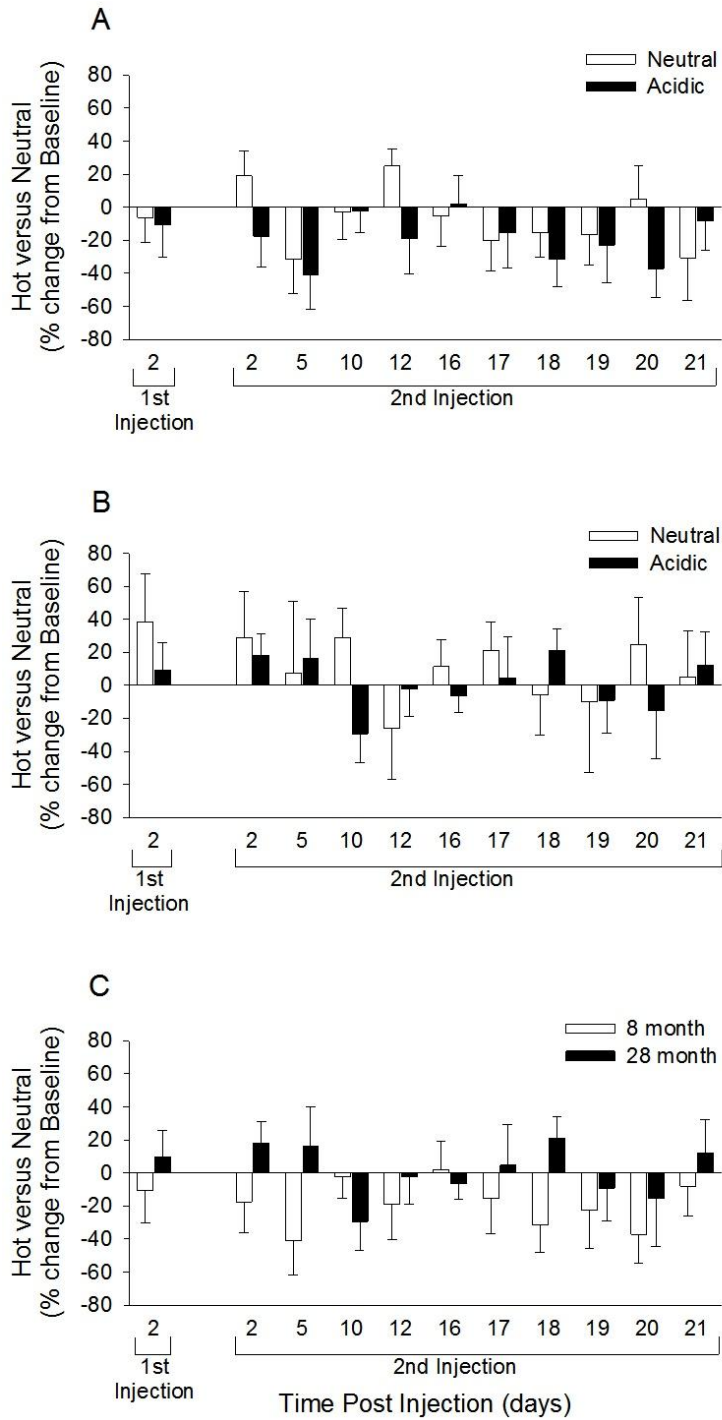 A
Neutral
Acidic
Hot versus Neutral
(% change from Baseline)
80
60
40
20
0
-20
-40
-60
-80
2 2 5 10 12 16 17 18 19 20 21
1st
Injection
2nd Injection
B
Neutral
Acidic
Hot versus Neutral
(% change from Baseline)
80
60
40
20
0
-20
-40
-60
-80
2 2 5 10 12 16 17 18 19 20 21
1st
Injection
2nd Injection
C
8 month
28 month
Hot versus Neutral
(% change from Baseline)
80
60
40
20
0
-20
-40
-60
-80
2 2 5 10 12 16 17 18 19 20 21
1st
Injection
2nd Injection
Time Post Injection (days)